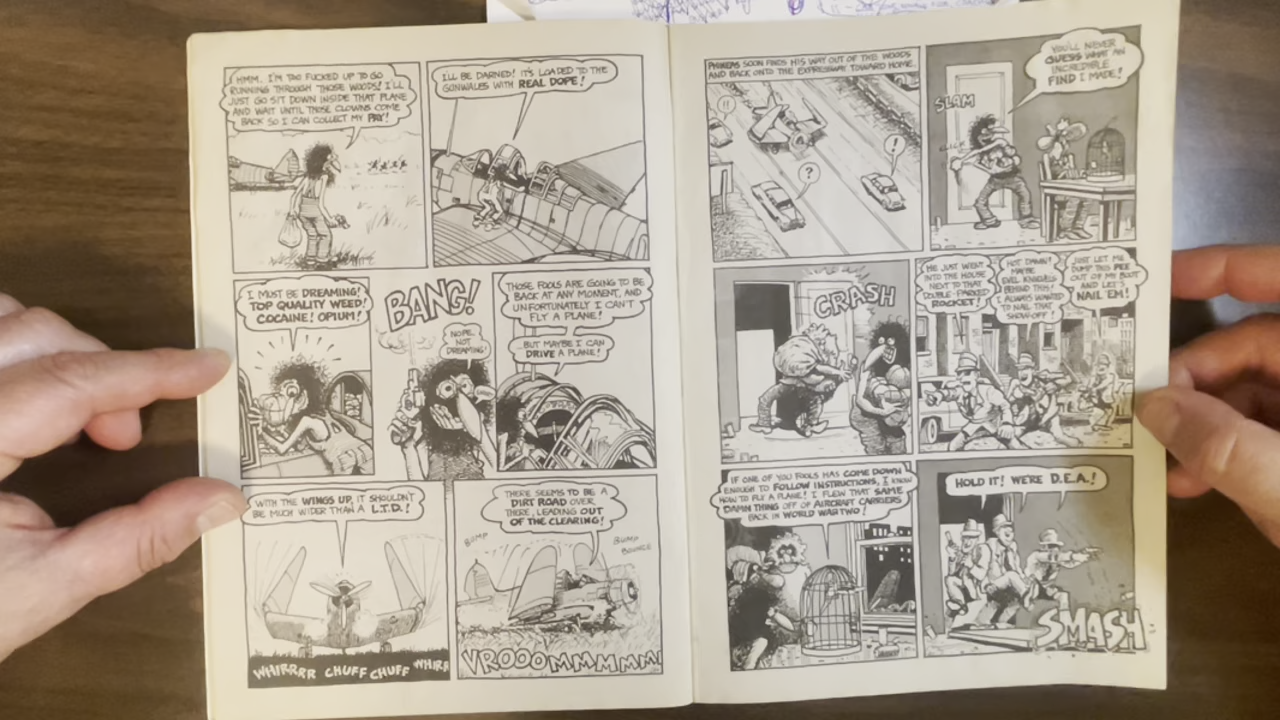 HMM. I'M TOO FUCKED UP TO GO
RUNNING THROUGH THOSE WOODS! I'LL
JUST GO SIT DOWN INSIDE THAT PLANE
AND WAIT UNTIL THOSE CLOWNS COME
BACK SO I CAN COLLECT MY PAY!
I'LL BE DARNED! IT'S LOADED TO THE
GUNWALES WITH REAL DOPE!
I MUST BE DREAMING!
TOP QUALITY WEED!
COCAINE! OPIUM!
BANG!
NOPE,
NOT
DREAMING!
THOSE FOOLS ARE GOING TO BE
BACK AT ANY MOMENT, AND
UNFORTUNATELY I CAN'T
FLY A PLANE!
...BUT MAYBE I CAN
DRIVE A PLANE!
WITH THE WINGS UP, IT SHOULDN'T
BE MUCH WIDER THAN A L.T.D.!
WHIRRRR CHUFF CHUFF WHIRR
THERE SEEMS TO BE A
DIRT ROAD OVER
THERE, LEADING OUT
OF THE CLEARING!
BUMP
BUMP
BOUNCE
VROOOMMMMMM!
PHINEAS SOON FINDS HIS WAY OUT OF THE WOODS
AND BACK ONTO THE EXPRESSWAY TOWARD HOME.
!!
!
?
YOU'LL NEVER
GUESS WHAT AN
INCREDIBLE
FIND I MADE!
SLAM
CLICK
CRASH
HE JUST WENT
INTO THE HOUSE
NEXT TO THAT
DOUBLE-PARKED
ROCKET!
HOT DAMN!
MAYBE
EVIL KNIEVEL'S
BEHIND THIS!
I ALWAYS WANTED
TO NAIL THAT
SHOW-OFF!
JUST LET ME
DUMP THIS PEE
OUT OF MY BOOT
AND LET'S
NAIL 'EM!
IF ONE OF YOU FOOLS HAS COME DOWN
ENOUGH TO FOLLOW INSTRUCTIONS, I KNOW
HOW TO FLY A PLANE! I FLEW THAT SAME
DAMN THING OFF OF AIRCRAFT CARRIERS
BACK IN WORLD WAR TWO!
HOLD IT! WE'RE D.E.A.!
SMASH